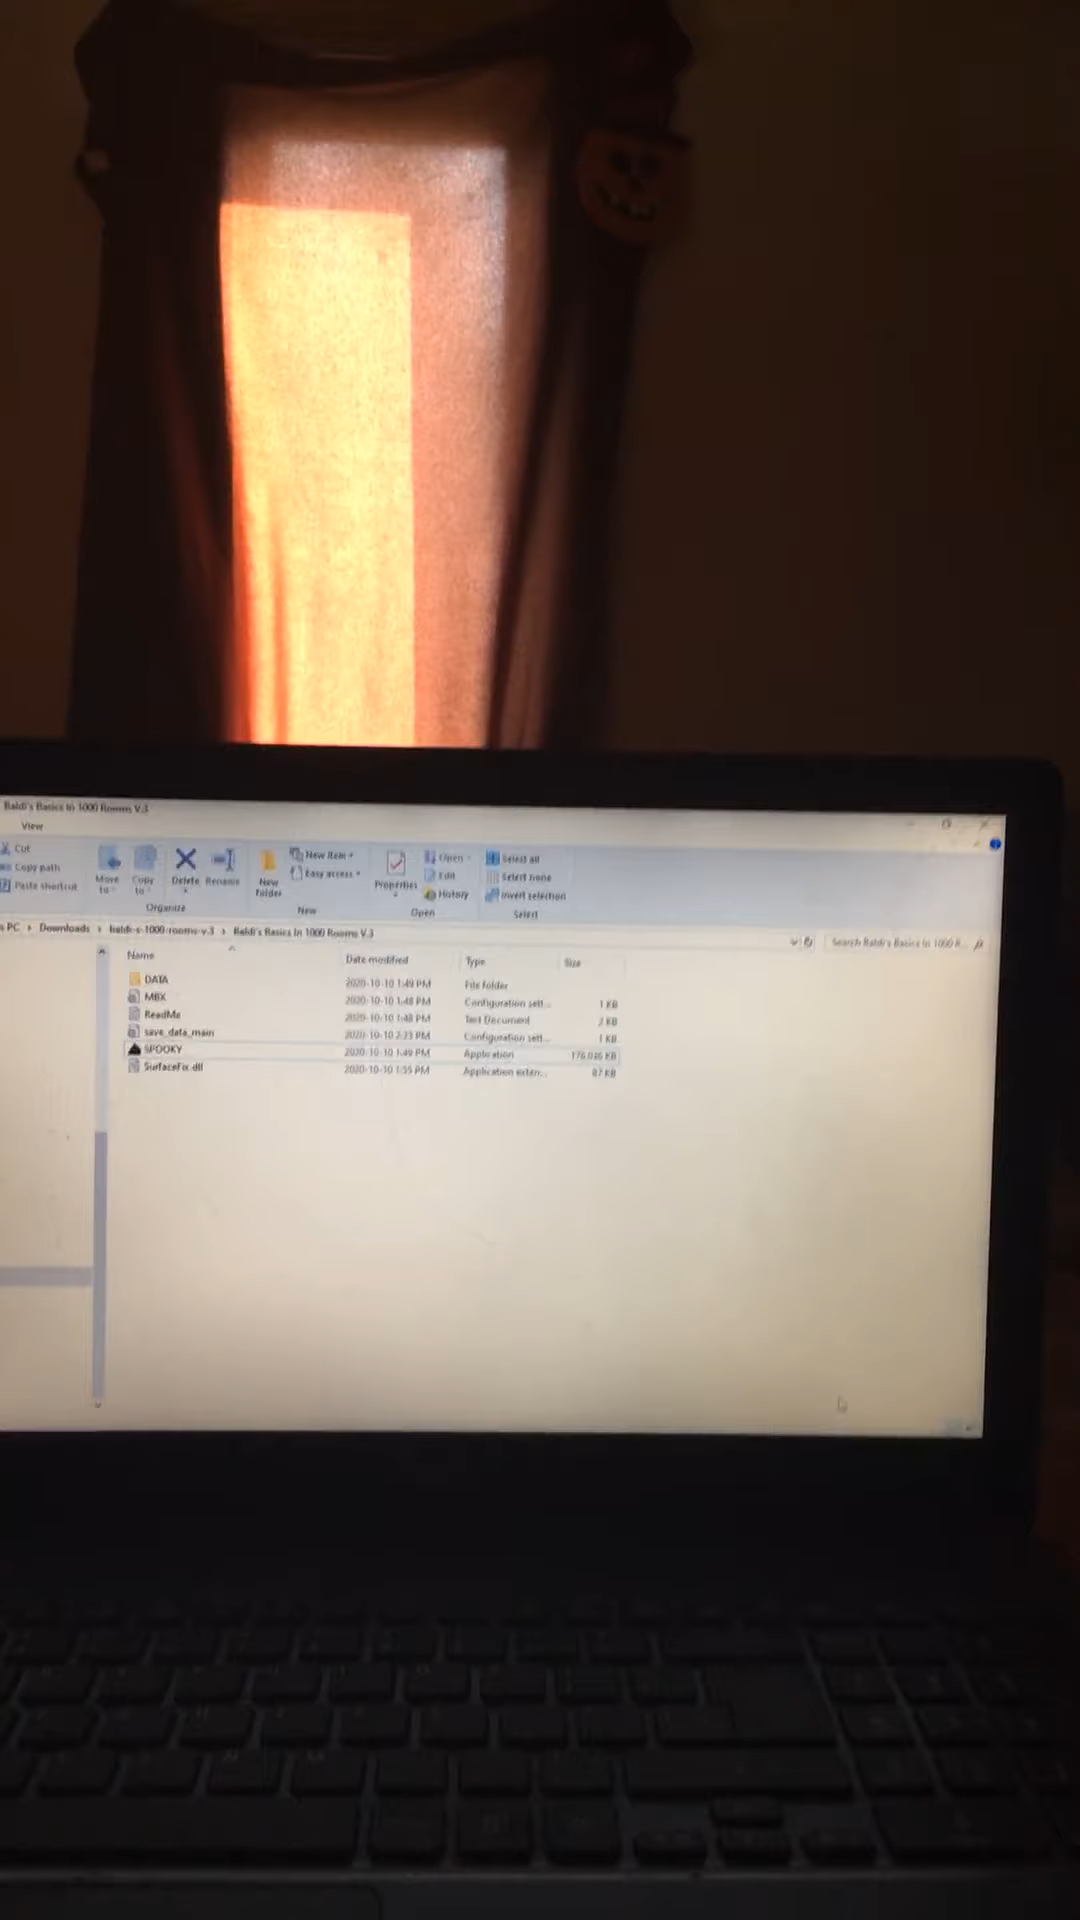 Baldi's Basics In 1000 Rooms V.3
View
Cut
Copy path
Paste shortcut
Move to
Copy to
Delete
Rename
New folder
New item
Easy access
Properties
Open
Edit
History
Select all
Select none
Invert selection
Organize
New
Open
Select
PC > Downloads > baldi-s-1000-rooms-v.3 > Baldi's Basics In 1000 Rooms V.3
Search Baldi's Basics In 1000 R...
Name Date modified Type Size
DATA 2020-10-10 1:49 PM File folder
MBX 2020-10-10 1:48 PM Configuration sett... 1 KB
ReadMe 2020-10-10 1:48 PM Text Document 2 KB
save_data_main 2020-10-10 2:23 PM Configuration sett... 1 KB
SPOOKY 2020-10-10 1:49 PM Application KB
SurfaceFix.dll 2020-10-10 1:55 PM Application exten... 87 KB